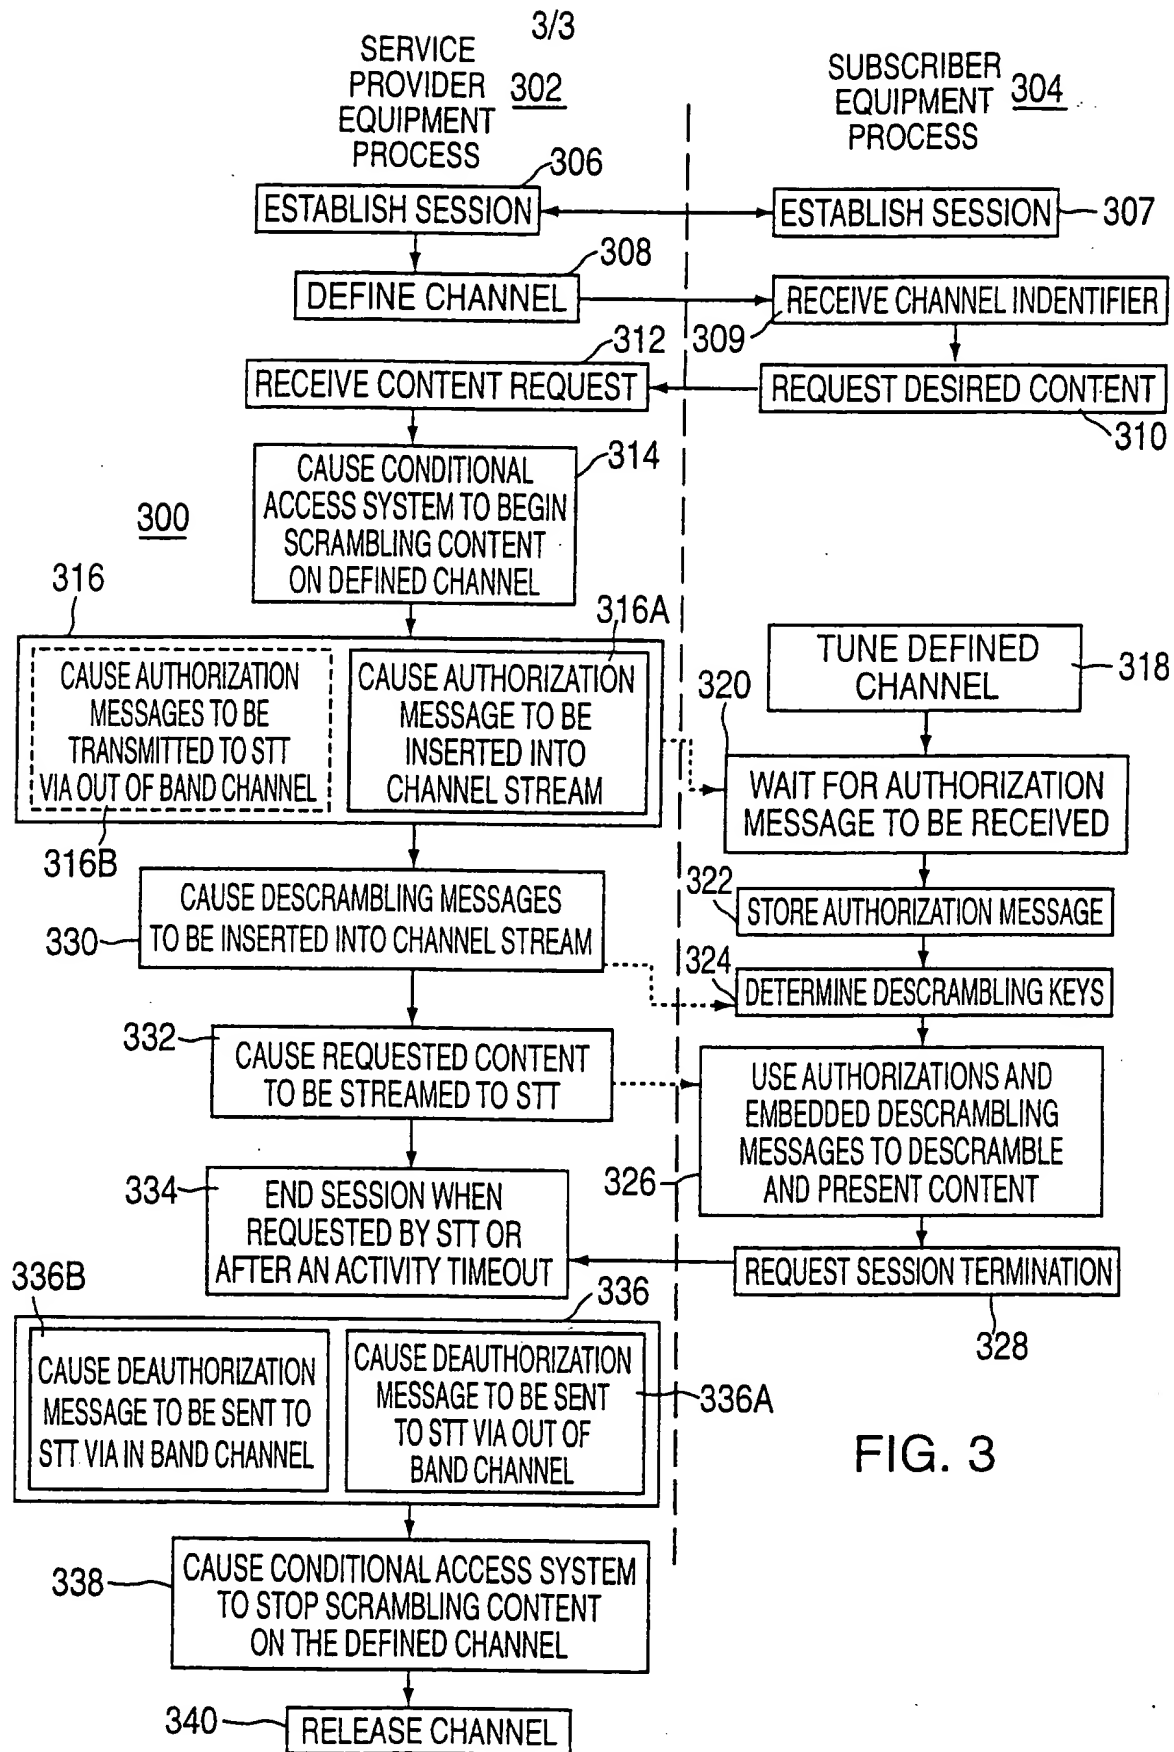 3/3
SERVICE
PROVIDER
EQUIPMENT
PROCESS
302
SUBSCRIBER
EQUIPMENT
PROCESS
304
306
ESTABLISH SESSION
ESTABLISH SESSION
307
308
DEFINE CHANNEL
RECEIVE CHANNEL INDENTIFIER
309
312
RECEIVE CONTENT REQUEST
REQUEST DESIRED CONTENT
310
314
CAUSE CONDITIONAL
ACCESS SYSTEM TO BEGIN
SCRAMBLING CONTENT
ON DEFINED CHANNEL
300
316
316A
CAUSE AUTHORIZATION
MESSAGES TO BE
TRANSMITTED TO STT
VIA OUT OF BAND CHANNEL
316B
CAUSE AUTHORIZATION
MESSAGE TO BE
INSERTED INTO
CHANNEL STREAM
TUNE DEFINED
CHANNEL
318
320
WAIT FOR AUTHORIZATION
MESSAGE TO BE RECEIVED
322
STORE AUTHORIZATION MESSAGE
330
CAUSE DESCRAMBLING MESSAGES
TO BE INSERTED INTO CHANNEL STREAM
324
DETERMINE DESCRAMBLING KEYS
332
CAUSE REQUESTED CONTENT
TO BE STREAMED TO STT
USE AUTHORIZATIONS AND
EMBEDDED DESCRAMBLING
MESSAGES TO DESCRAMBLE
AND PRESENT CONTENT
326
334
END SESSION WHEN
REQUESTED BY STT OR
AFTER AN ACTIVITY TIMEOUT
REQUEST SESSION TERMINATION
328
336B
336
CAUSE DEAUTHORIZATION
MESSAGE TO BE SENT TO
STT VIA IN BAND CHANNEL
CAUSE DEAUTHORIZATION
MESSAGE TO BE SENT
TO STT VIA OUT OF
BAND CHANNEL
336A
FIG. 3
338
CAUSE CONDITIONAL ACCESS SYSTEM
TO STOP SCRAMBLING CONTENT
ON THE DEFINED CHANNEL
340
RELEASE CHANNEL